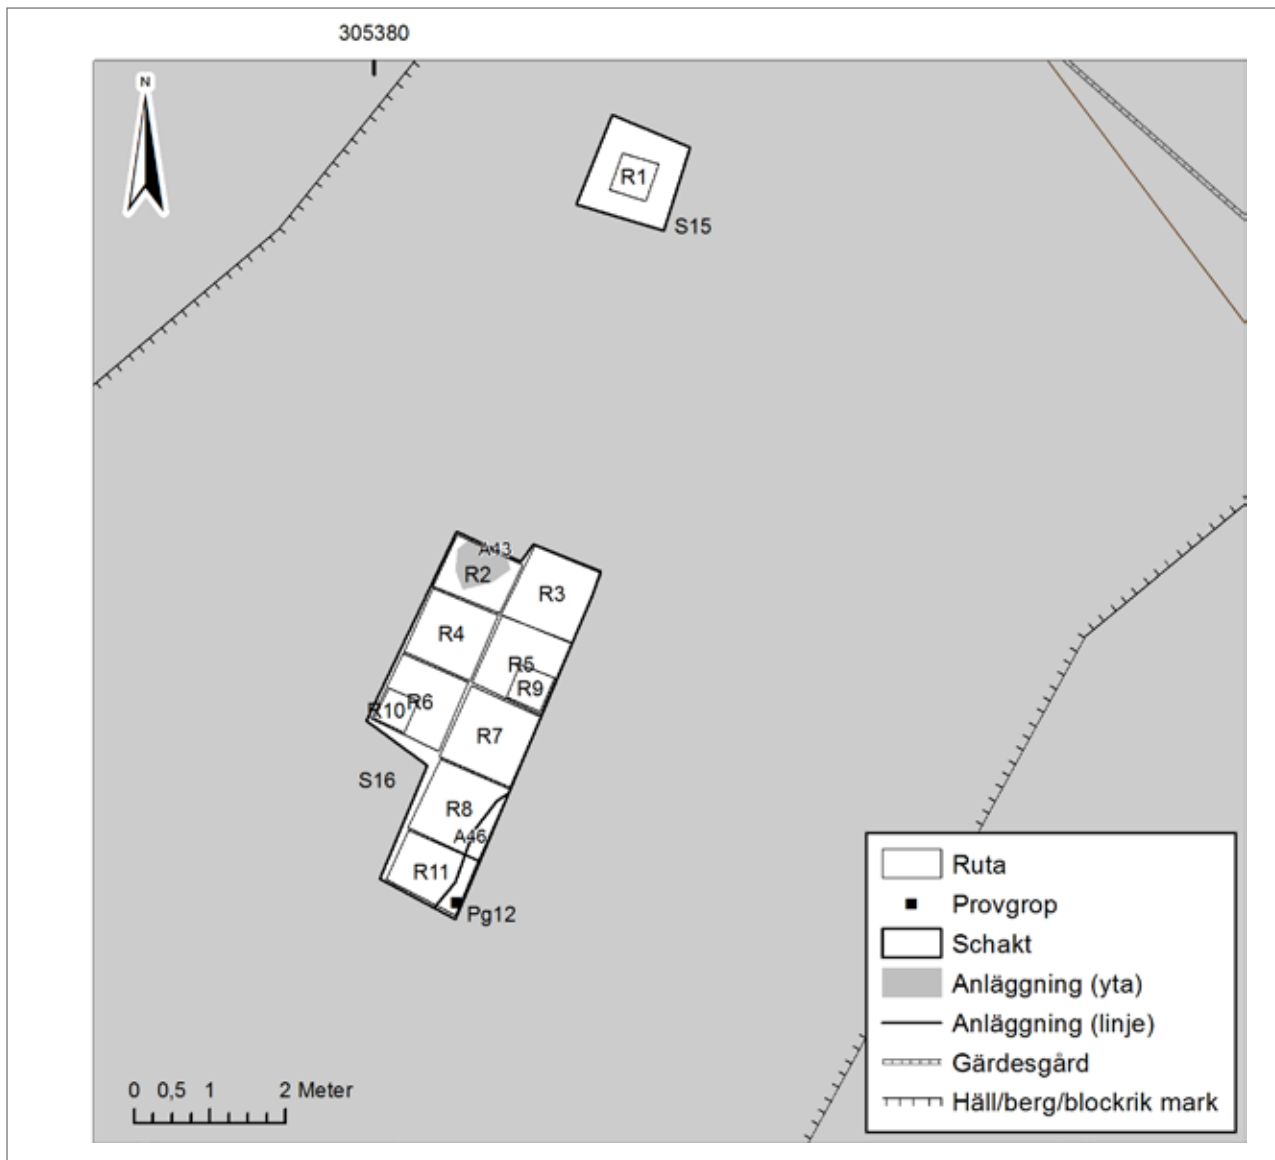 305380
N
R1
S15
A43
R2
R3
R4
R5
R9
R6
R10
R7
S16
R8
A46
R11
Pg12
Ruta
Provgrop
Schakt
Anläggning (yta)
Anläggning (linje)
Gärdesgård
Häll/berg/blockrik mark
0 0,5 1 2 Meter